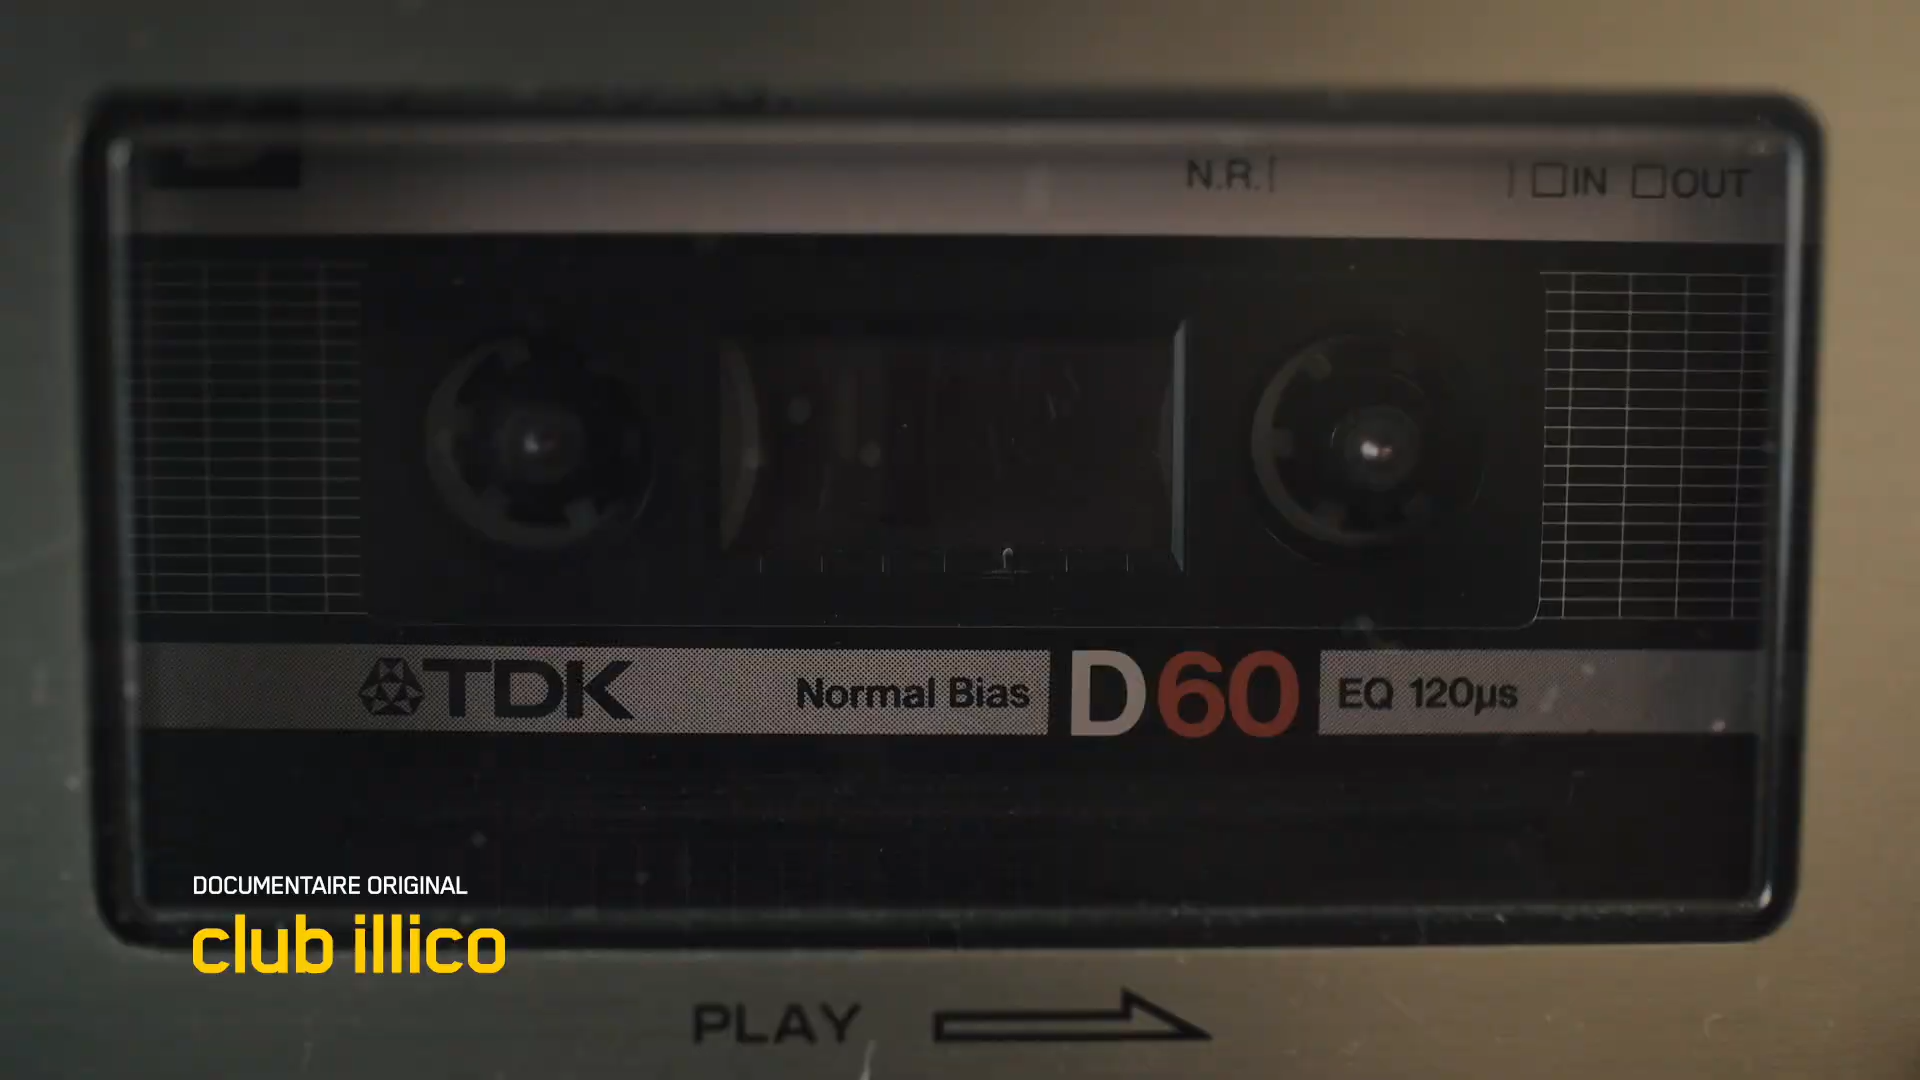 N.R.[ ] □IN □OUT
TDK Normal Bias D60 EQ 120µs
DOCUMENTAIRE ORIGINAL
club illico
PLAY